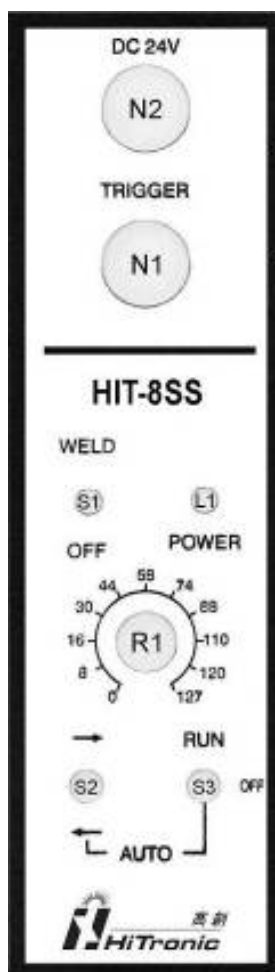 DC 24V
N2
TRIGGER
N1
HIT-8SS
WELD
S1 L1
OFF POWER
44 59 74
30 88
16 R1 110
8 120
0 127
→ RUN
S2 S3 OFF
← AUTO
高創
HiTronic